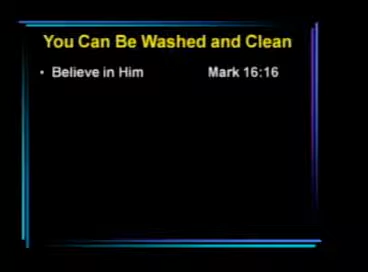 You Can Be Washed and Clean
• Believe in Him Mark 16:16